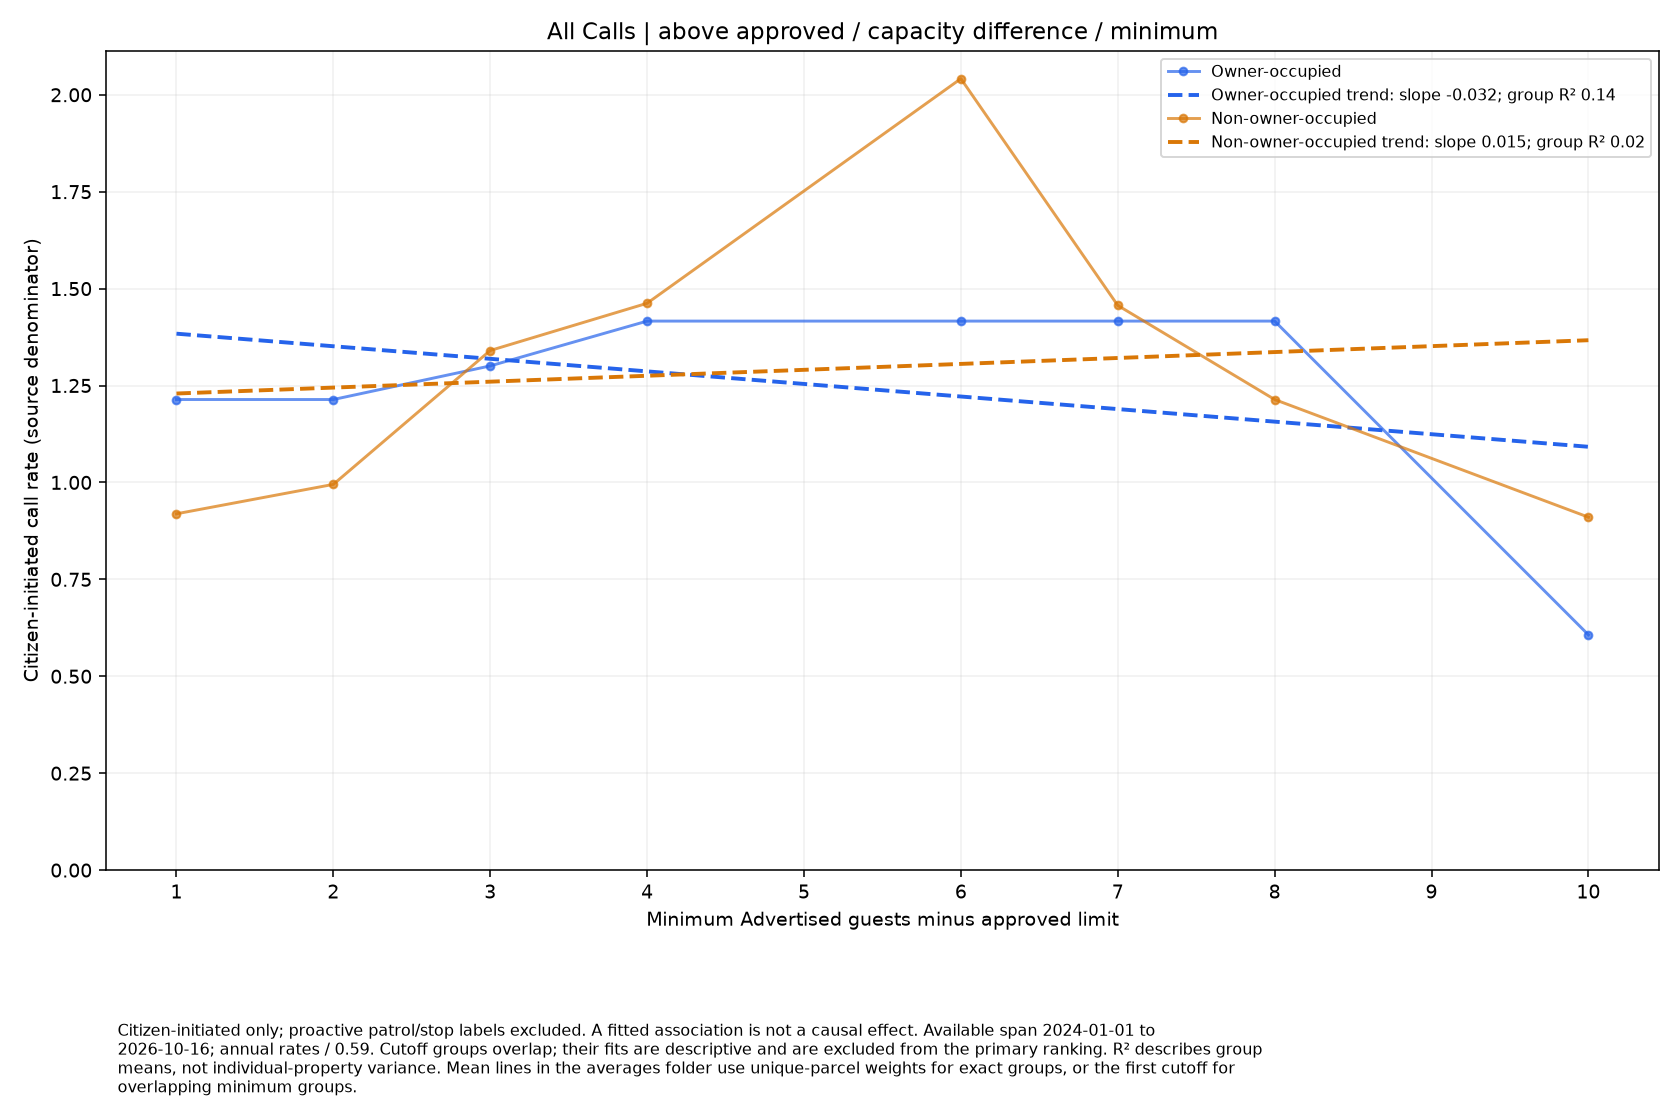 All Calls | above approved / capacity difference / minimum
Owner-occupied
Owner-occupied trend: slope -0.032; group R² 0.14
Non-owner-occupied
Non-owner-occupied trend: slope 0.015; group R² 0.02
Citizen-initiated call rate (source denominator)
2.00
1.75
1.50
1.25
1.00
0.75
0.50
0.25
0.00
1 2 3 4 5 6 7 8 9 10
Minimum Advertised guests minus approved limit
Citizen-initiated only; proactive patrol/stop labels excluded. A fitted association is not a causal effect. Available span 2024-01-01 to
2026-10-16; annual rates / 0.59. Cutoff groups overlap; their fits are descriptive and are excluded from the primary ranking. R² describes group
means, not individual-property variance. Mean lines in the averages folder use unique-parcel weights for exact groups, or the first cutoff for
overlapping minimum groups.